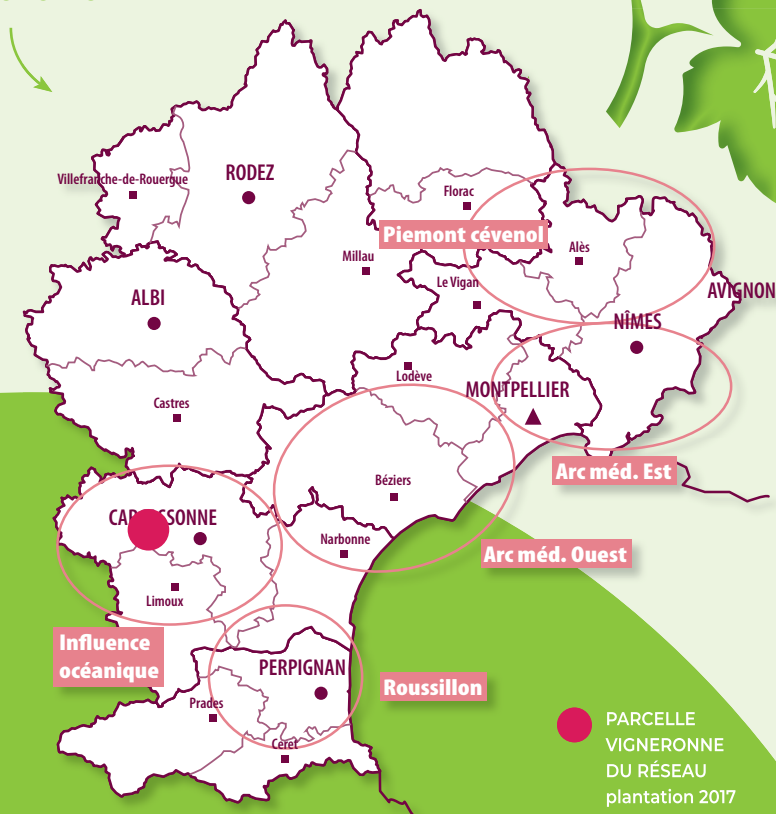 Villefranche-de-Rouergue
RODEZ
Florac
Piemont cévenol
Alès
Millau
Le Vigan
AVIGNON
ALBI
NÎMES
Lodève
MONTPELLIER
Castres
Arc méd. Est
Béziers
Narbonne
Arc méd. Ouest
Limoux
Influence
océanique
PERPIGNAN
Roussillon
Prades
Céret
PARCELLE
VIGNERONNE
DU RÉSEAU
plantation 2017